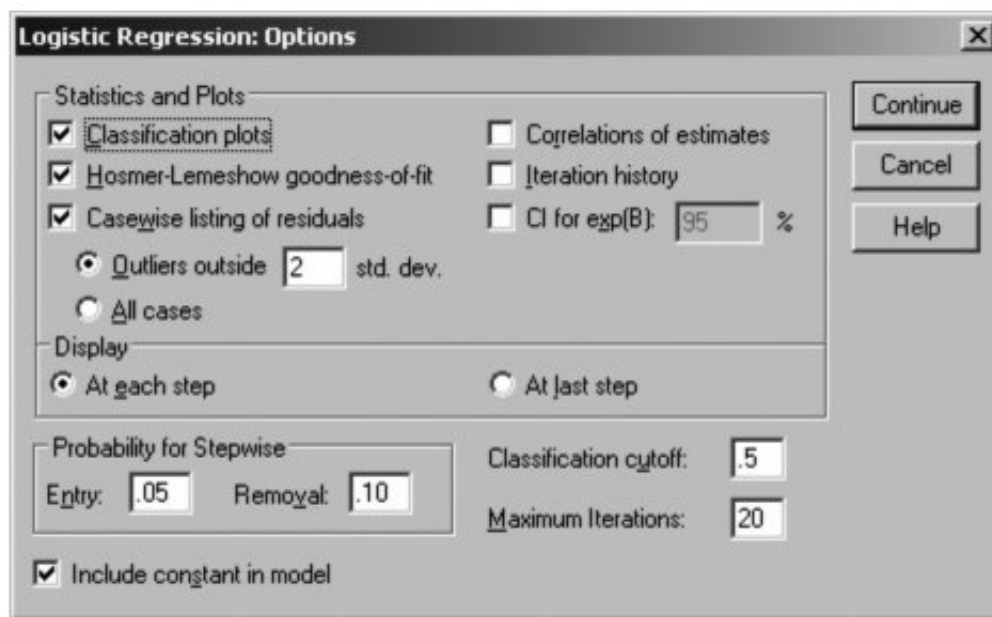 Logistic Regression: Options
Statistics and Plots
Classification plots
Correlations of estimates
Hosmer-Lemeshow goodness-of-fit
Iteration history
Casewise listing of residuals
CI for exp(B): 95 %
Outliers outside 2 std. dev.
All cases
Display
At each step
At last step
Probability for Stepwise
Entry: .05 Removal: .10
Classification cutoff: .5
Maximum Iterations: 20
Include constant in model
Continue
Cancel
Help